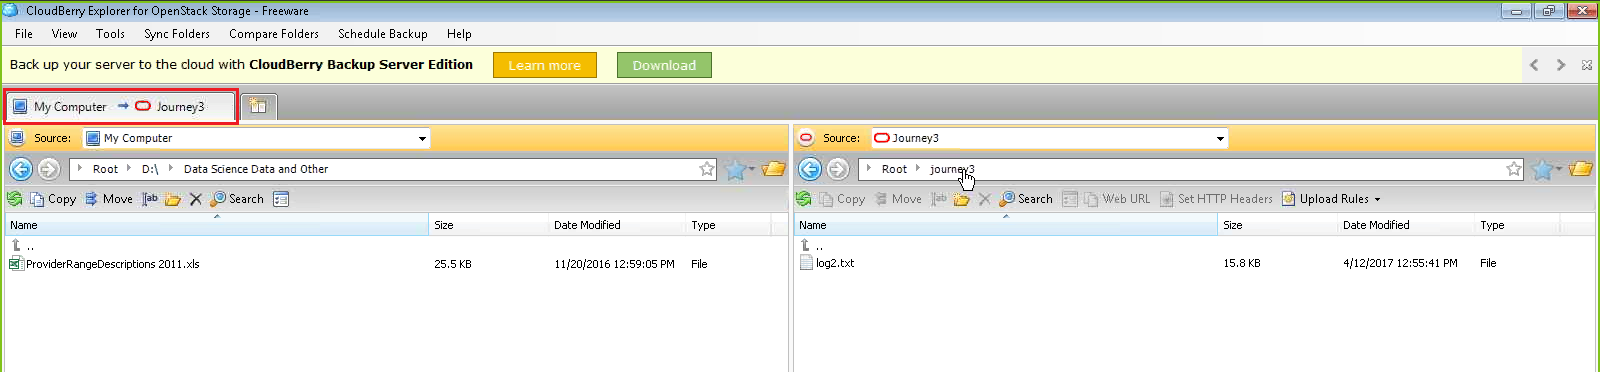 CloudBerry Explorer for OpenStack Storage - Freeware
File View Tools Sync Folders Compare Folders Schedule Backup Help
Back up your server to the cloud with CloudBerry Backup Server Edition Learn more Download
My Computer Journey3
Source: My Computer
Root D:\ Data Science Data and Other
Copy Move ab Search
Name Size Date Modified Type
..
ProviderRangeDescriptions 2011.xls 25.5 KB 11/20/2016 12:59:05 PM File
Source: Journey3
Root journey3
Copy Move ab Search Web URL Set HTTP Headers Upload Rules
Name Size Date Modified Type
..
log2.txt 15.8 KB 4/12/2017 12:55:41 PM File